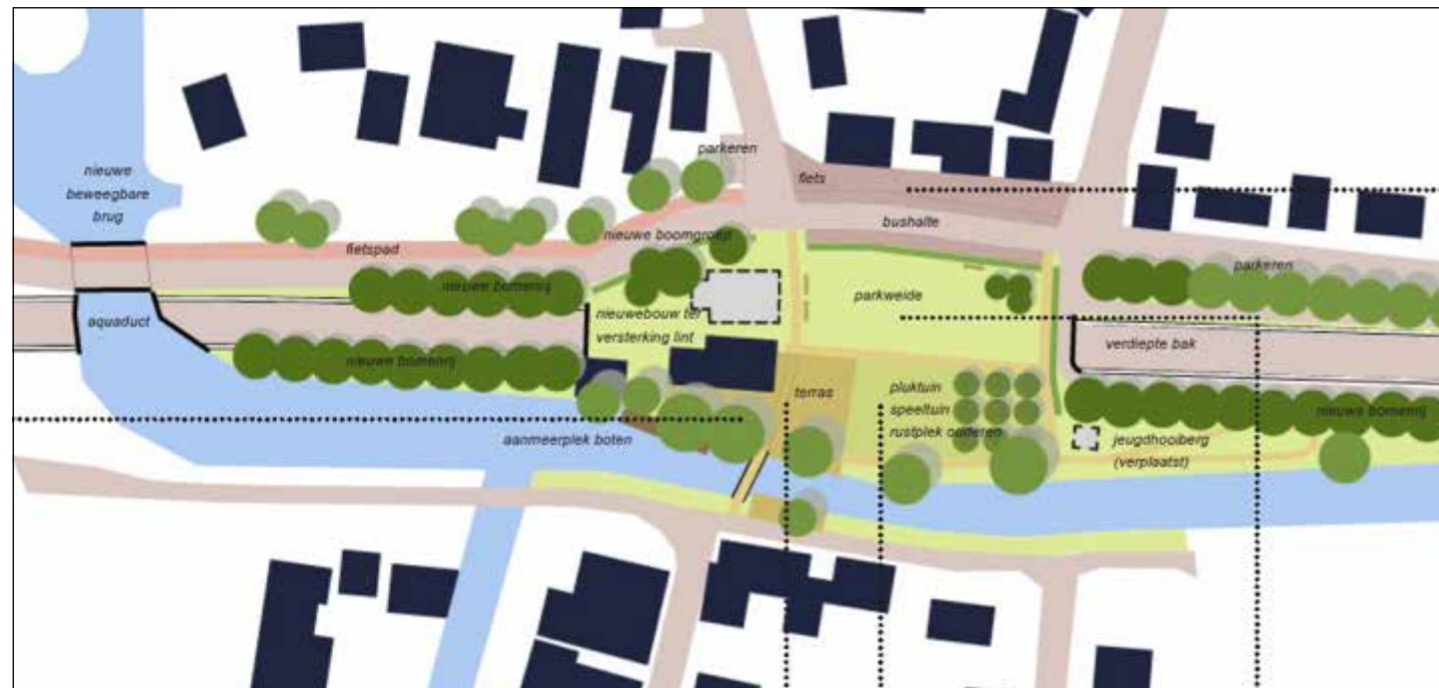 nieuwe
beweegbare
brug
aquaduct
fietspad
nieuwe bomenrij
nieuwe bomenrij
parkeren
nieuwe boomgroep
nieuwebouw ter
versterking lint
aanmeerplek boten
fiets
bushalte
parkweide
terras
pluktuin
speeltuin
rustplek ouderen
parkeren
verdiepte bak
nieuwe bomenrij
jeugdhooiberg
(verplaatst)